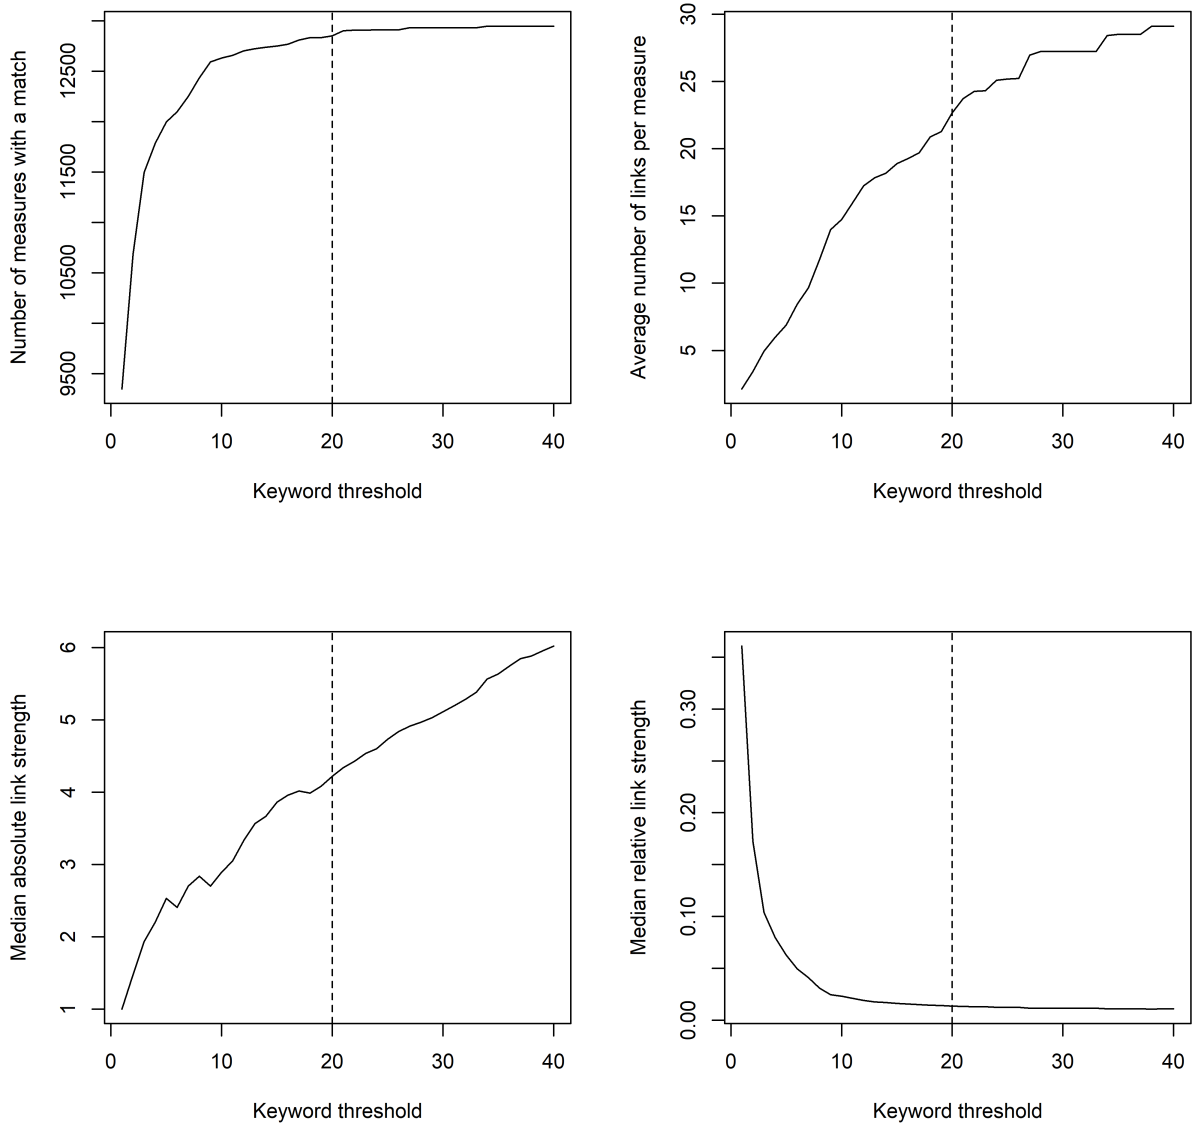 Number of measures with a match
12500
11500
10500
9500
0 10 20 30 40
Keyword threshold
Average number of links per measure
30
25
20
15
10
5
0 10 20 30 40
Keyword threshold
Median absolute link strength
6
5
4
3
2
1
0 10 20 30 40
Keyword threshold
Median relative link strength
0.30
0.20
0.10
0.00
0 10 20 30 40
Keyword threshold